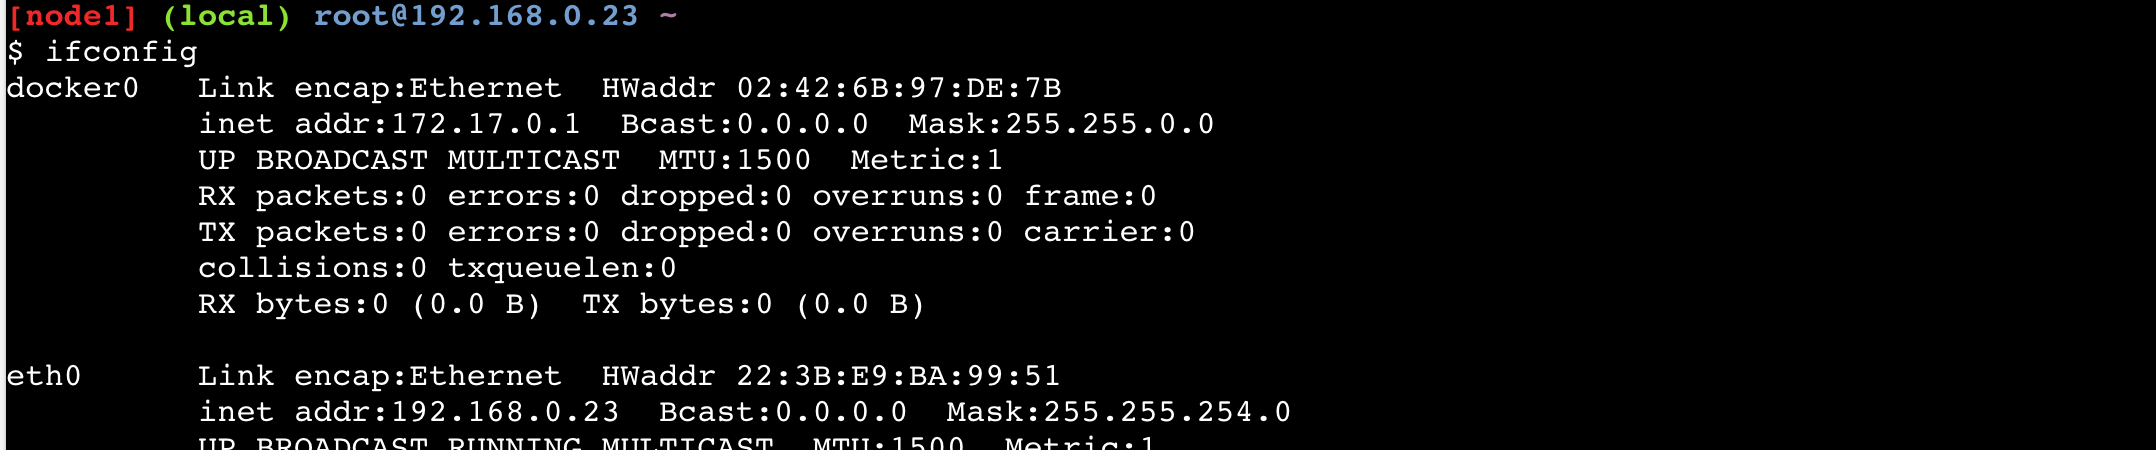 [node1] (local) root@192.168.0.23 ~
$ ifconfig
docker0   Link encap:Ethernet  HWaddr 02:42:6B:97:DE:7B
          inet addr:172.17.0.1  Bcast:0.0.0.0  Mask:255.255.0.0
          UP BROADCAST MULTICAST  MTU:1500  Metric:1
          RX packets:0 errors:0 dropped:0 overruns:0 frame:0
          TX packets:0 errors:0 dropped:0 overruns:0 carrier:0
          collisions:0 txqueuelen:0
          RX bytes:0 (0.0 B)  TX bytes:0 (0.0 B)

eth0      Link encap:Ethernet  HWaddr 22:3B:E9:BA:99:51
          inet addr:192.168.0.23  Bcast:0.0.0.0  Mask:255.255.254.0
          UP BROADCAST RUNNING MULTICAST  MTU:1500  Metric:1